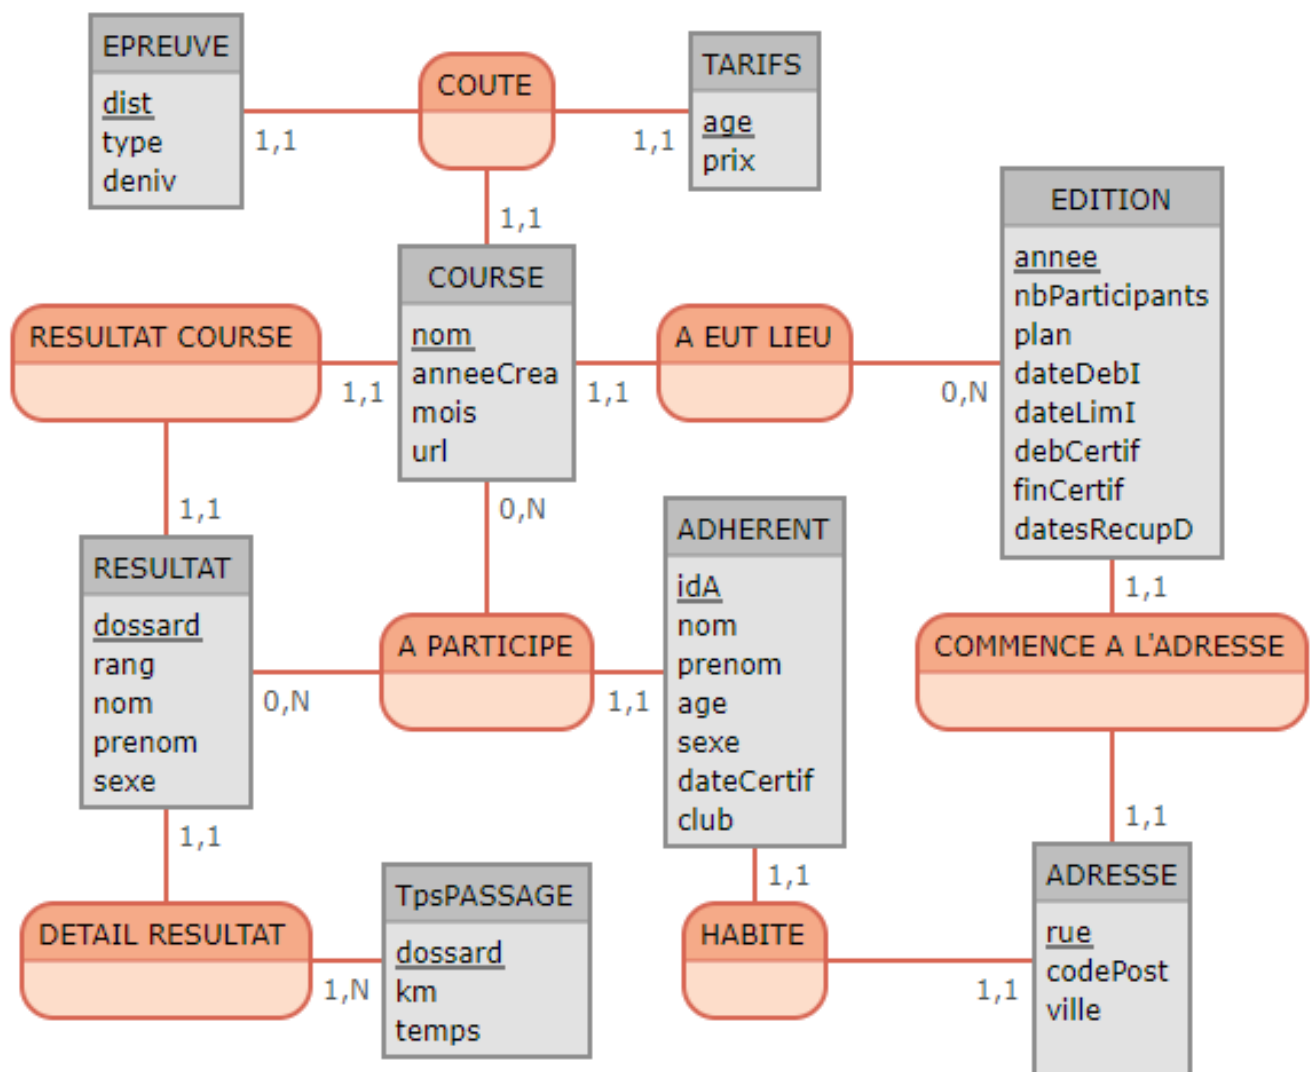 EPREUVE
dist
type
deniv
1,1
COUTE
1,1
TARIFS
age
prix
1,1
COURSE
nom
anneeCrea
mois
url
RESULTAT COURSE
1,1
1,1
A EUT LIEU
0,N
EDITION
annee
nbParticipants
plan
dateDebI
dateLimI
debCertif
finCertif
datesRecupD
1,1
0,N
1,1
RESULTAT
dossard
rang
nom
prenom
sexe
0,N
A PARTICIPE
1,1
ADHERENT
idA
nom
prenom
age
sexe
dateCertif
club
COMMENCE A L'ADRESSE
1,1
1,1
1,1
DETAIL RESULTAT
1,N
TpsPASSAGE
dossard
km
temps
HABITE
1,1
ADRESSE
rue
codePost
ville